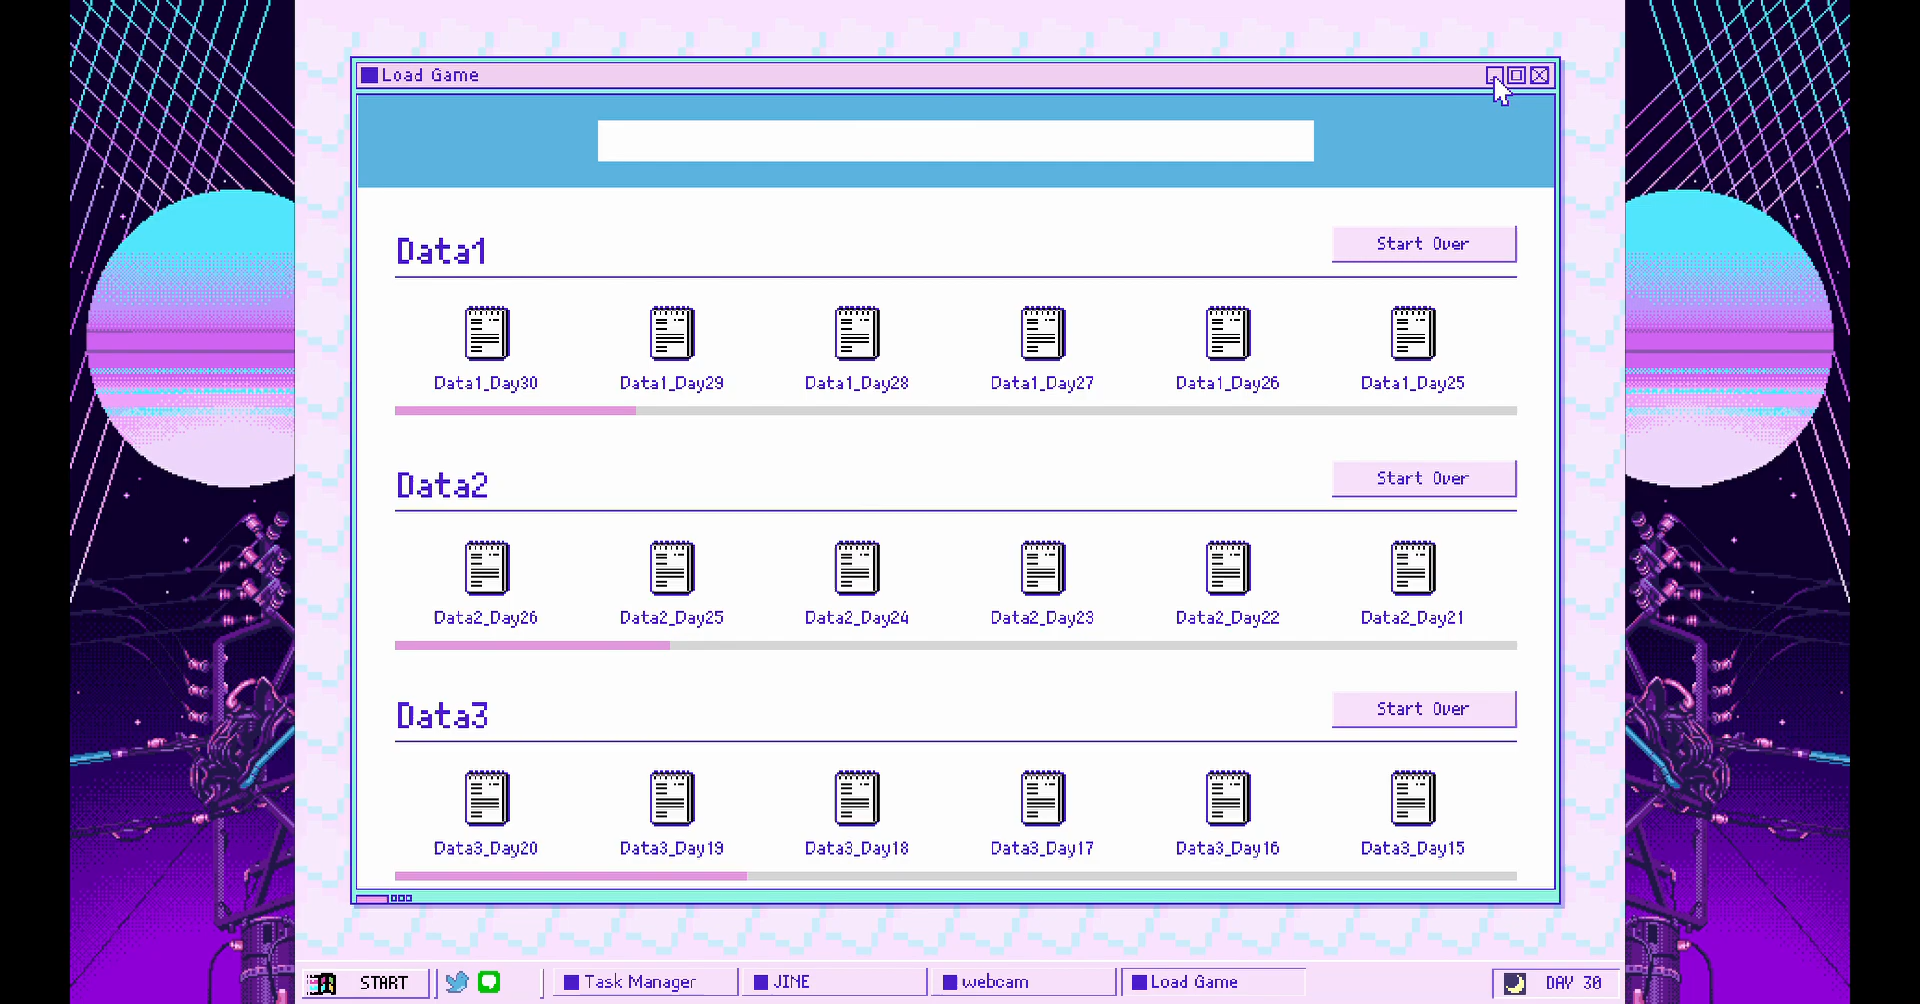 Load Game
Data1
Start Over
Data1_Day30 Data1_Day29 Data1_Day28 Data1_Day27 Data1_Day26 Data1_Day25
Data2
Start Over
Data2_Day26 Data2_Day25 Data2_Day24 Data2_Day23 Data2_Day22 Data2_Day21
Data3
Start Over
Data3_Day20 Data3_Day19 Data3_Day18 Data3_Day17 Data3_Day16 Data3_Day15
START Task Manager JINE webcam Load Game DAY 30